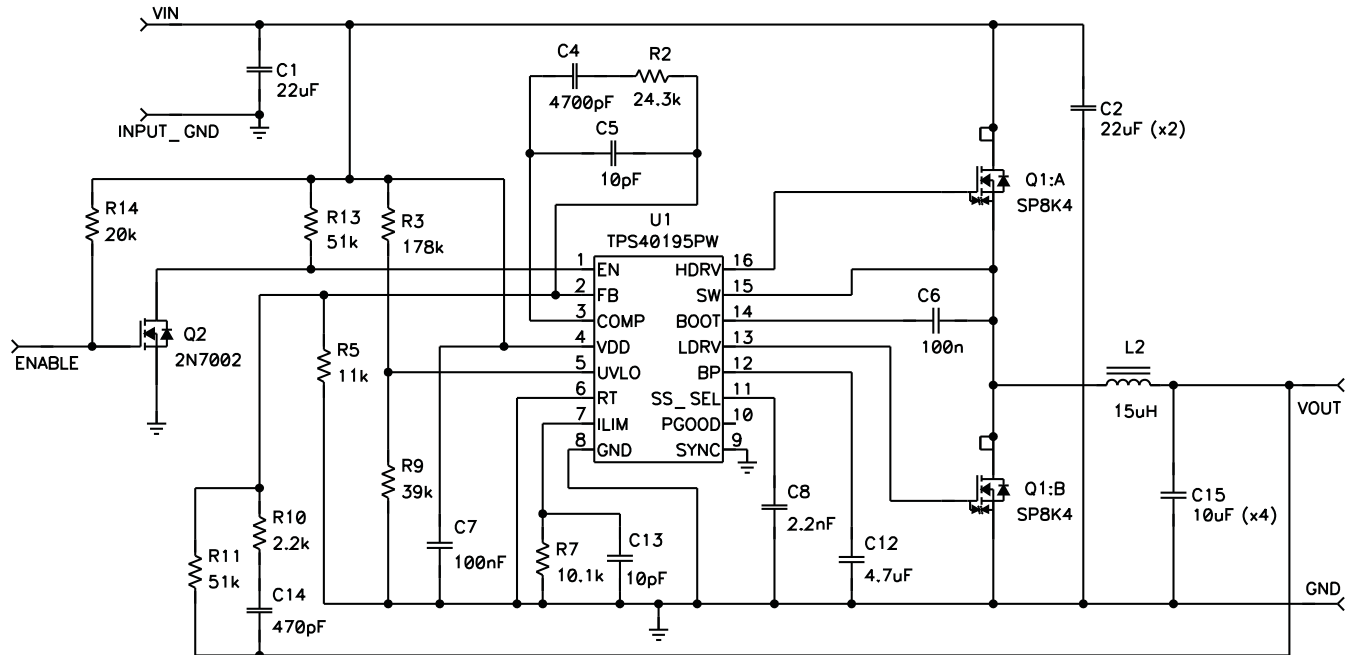 VIN
C1
22uF
INPUT_GND
C4
4700pF
R2
24.3k
C5
10pF
C2
22uF (x2)
R14
20k
R13
51k
R3
178k
U1
TPS40195PW
Q1:A
SP8K4
1 EN
2 FB
3 COMP
4 VDD
5 UVLO
6 RT
7 ILIM
8 GND
HDRV 16
SW 15
BOOT 14
LDRV 13
BP 12
SS_SEL 11
PGOOD 10
SYNC 9
C6
100n
ENABLE
Q2
2N7002
R5
11k
L2
15uH
VOUT
R9
39k
Q1:B
SP8K4
C15
10uF (x4)
C8
2.2nF
C7
100nF
R10
2.2k
R11
51k
R7
10.1k
C13
10pF
C12
4.7uF
C14
470pF
GND